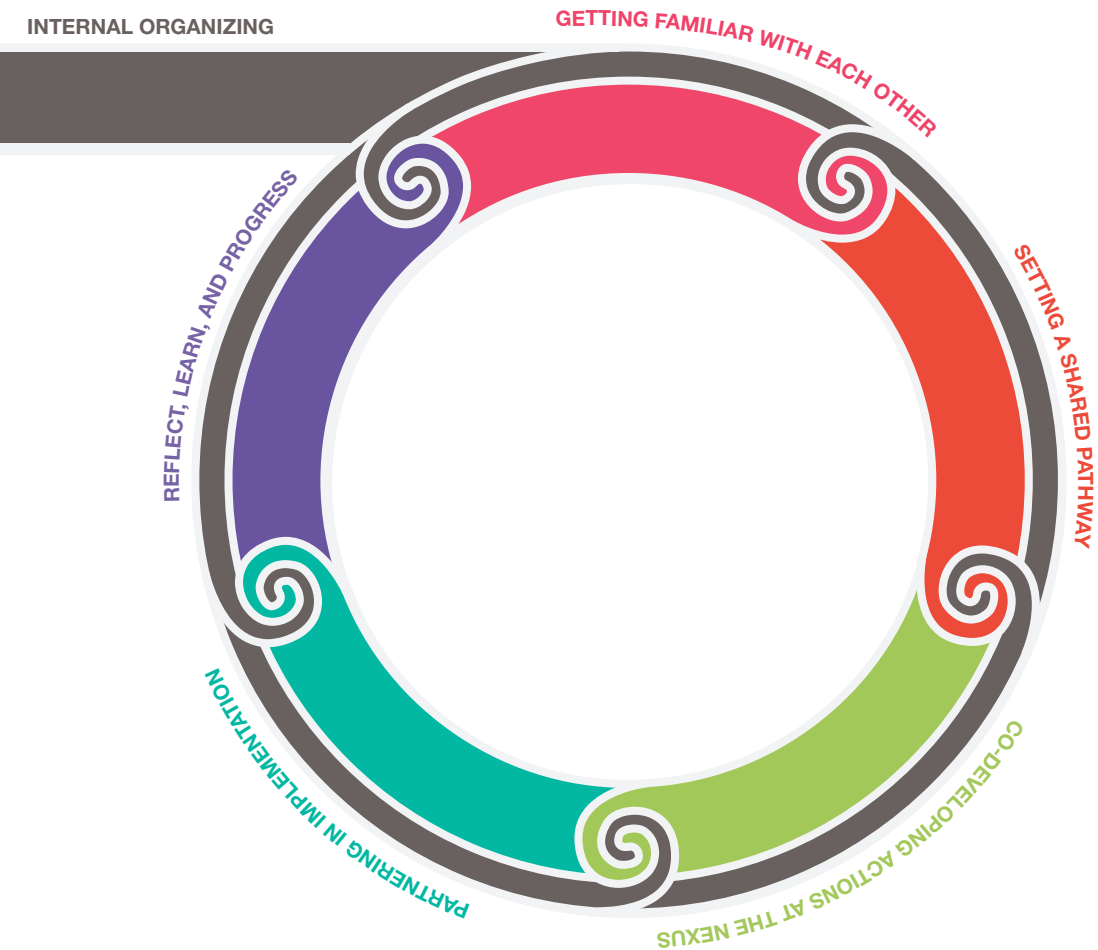 INTERNAL ORGANIZING
GETTING FAMILIAR WITH EACH OTHER
SETTING A SHARED PATHWAY
CO-DEVELOPING ACTIONS AT THE NEXUS
PARTNERING IN IMPLEMENTATION
REFLECT, LEARN, AND PROGRESS